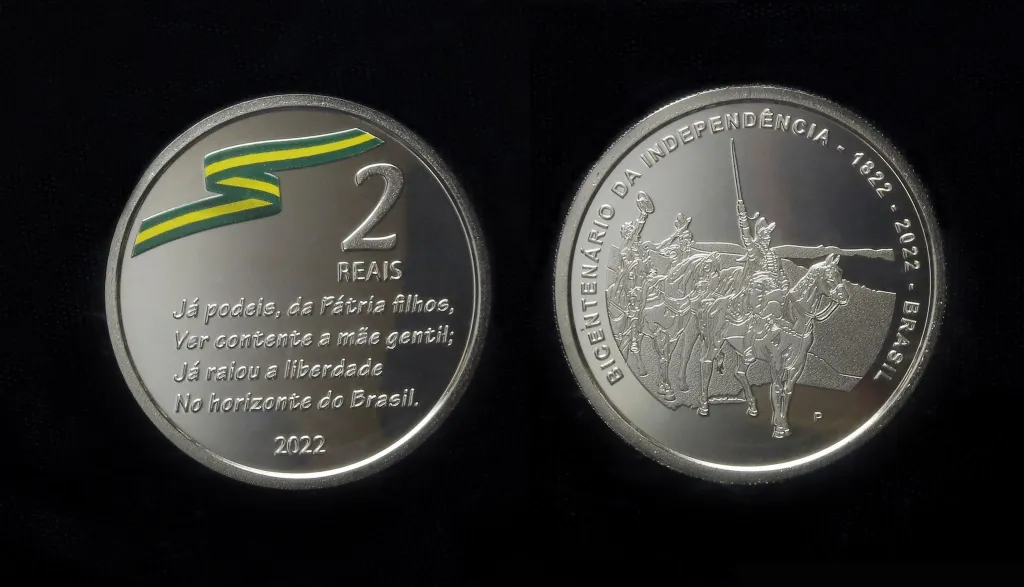 2
REAIS
Já podeis, da Pátria filhos,
Ver contente a mãe gentil;
Já raiou a liberdade
No horizonte do Brasil.
2022
BICENTENÁRIO DA INDEPENDÊNCIA - 1822 - 2022 - BRASIL
P